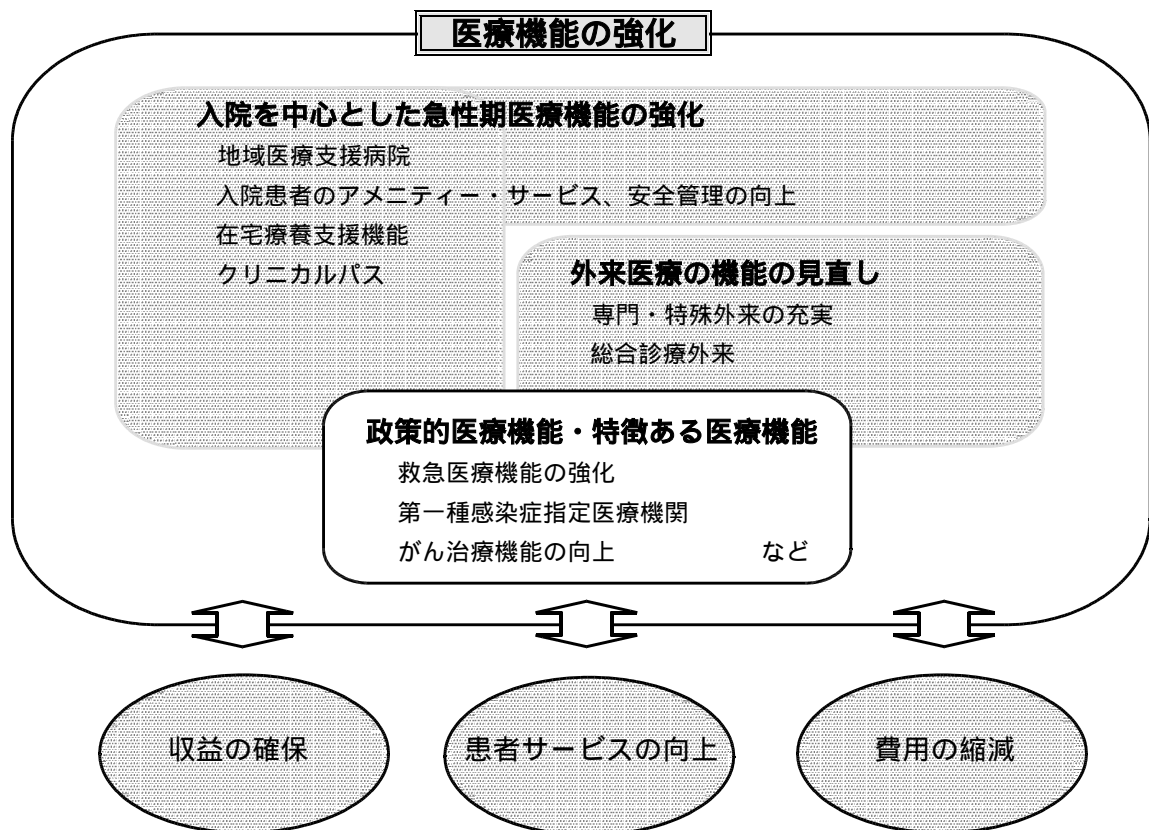 医療機能の強化
入院を中心とした急性期医療機能の強化
地域医療支援病院
入院患者のアメニティー・サービス、安全管理の向上
在宅療養支援機能
クリニカルパス
外来医療の機能の見直し
専門・特殊外来の充実
総合診療外来
政策的医療機能・特徴ある医療機能
救急医療機能の強化
第一種感染症指定医療機関
がん治療機能の向上　　　　　　など
収益の確保
患者サービスの向上
費用の縮減